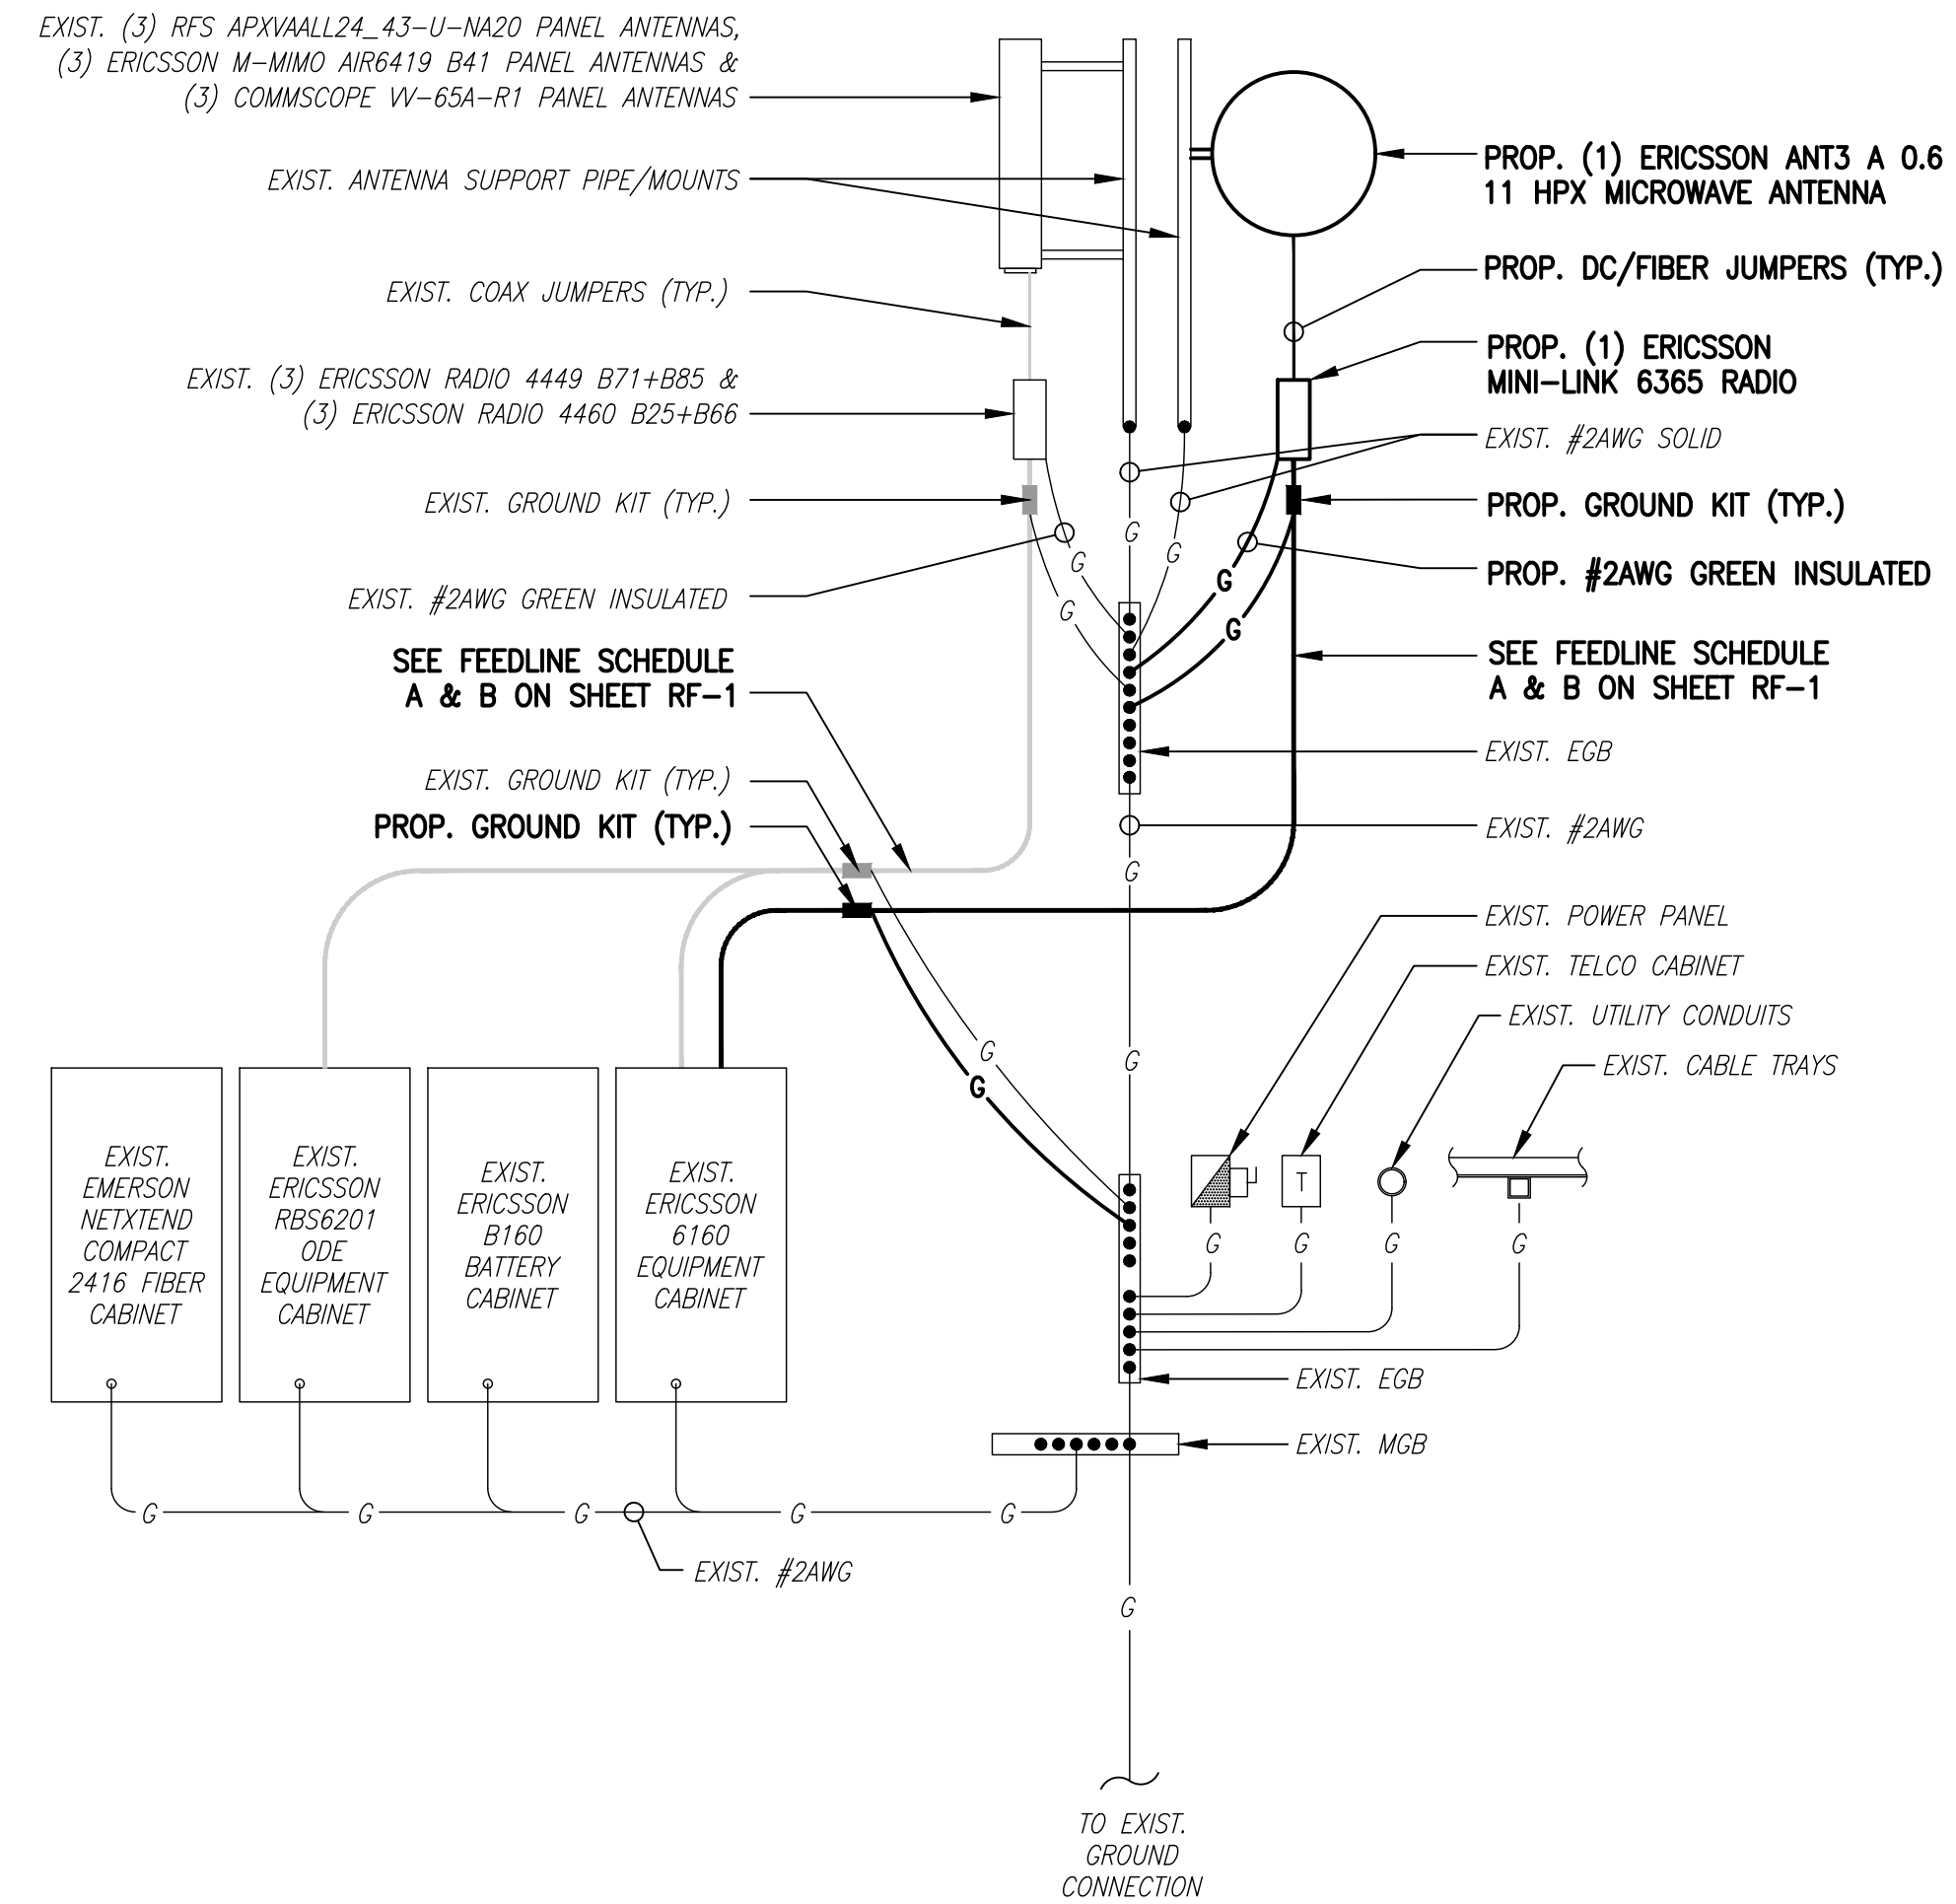 EXIST. (3) RFS APXVAALL24_43-U-NA20 PANEL ANTENNAS,
(3) ERICSSON M-MIMO AIR6419 B41 PANEL ANTENNAS &
(3) COMMSCOPE VV-65A-R1 PANEL ANTENNAS
EXIST. ANTENNA SUPPORT PIPE/MOUNTS
EXIST. COAX JUMPERS (TYP.)
EXIST. (3) ERICSSON RADIO 4449 B71+B85 &
(3) ERICSSON RADIO 4460 B25+B66
EXIST. GROUND KIT (TYP.)
EXIST. #2AWG GREEN INSULATED
SEE FEEDLINE SCHEDULE
A & B ON SHEET RF-1
EXIST. GROUND KIT (TYP.)
PROP. GROUND KIT (TYP.)
PROP. (1) ERICSSON ANT3 A 0.6
11 HPX MICROWAVE ANTENNA
PROP. DC/FIBER JUMPERS (TYP.)
PROP. (1) ERICSSON
MINI-LINK 6365 RADIO
EXIST. #2AWG SOLID
PROP. GROUND KIT (TYP.)
PROP. #2AWG GREEN INSULATED
SEE FEEDLINE SCHEDULE
A & B ON SHEET RF-1
EXIST. EGB
EXIST. #2AWG
EXIST. POWER PANEL
EXIST. TELCO CABINET
EXIST. UTILITY CONDUITS
EXIST. CABLE TRAYS
G
G
G
G
G
G
G
G
G
G
T
G
G
G
G
EXIST.
EMERSON
NETXTEND
COMPACT
2416 FIBER
CABINET
EXIST.
ERICSSON
RBS6201
ODE
EQUIPMENT
CABINET
EXIST.
ERICSSON
B160
BATTERY
CABINET
EXIST.
ERICSSON
6160
EQUIPMENT
CABINET
EXIST. EGB
EXIST. MGB
G
G
G
G
G
EXIST. #2AWG
G
TO EXIST.
GROUND
CONNECTION